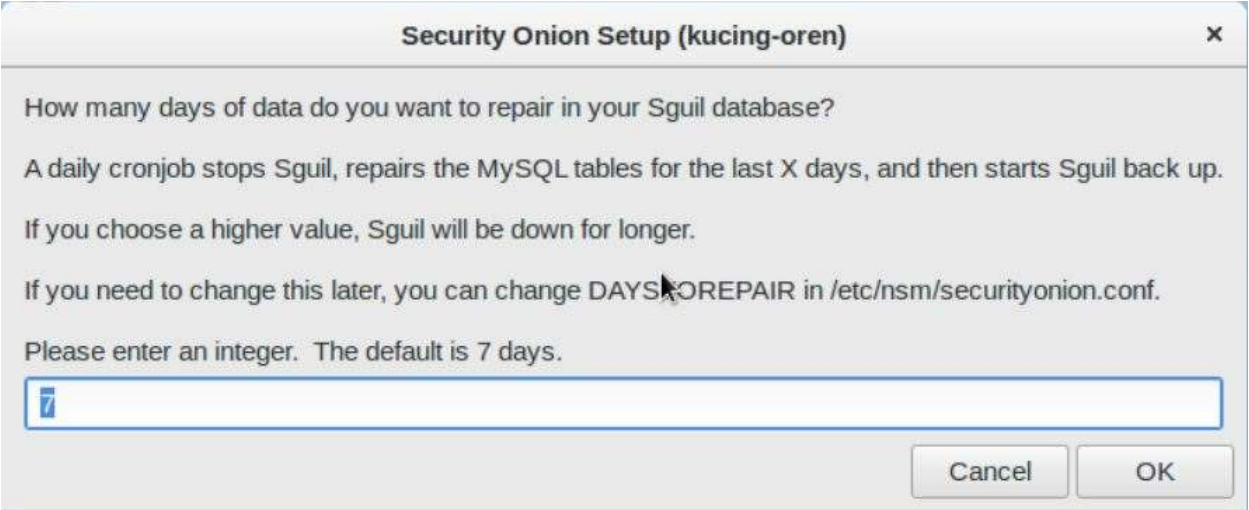 Security Onion Setup (kucing-oren)
How many days of data do you want to repair in your Sguil database?
A daily cronjob stops Sguil, repairs the MySQL tables for the last X days, and then starts Sguil back up.
If you choose a higher value, Sguil will be down for longer.
If you need to change this later, you can change DAYSTOREPAIR in /etc/nsm/securityonion.conf.
Please enter an integer.  The default is 7 days.
7
Cancel OK